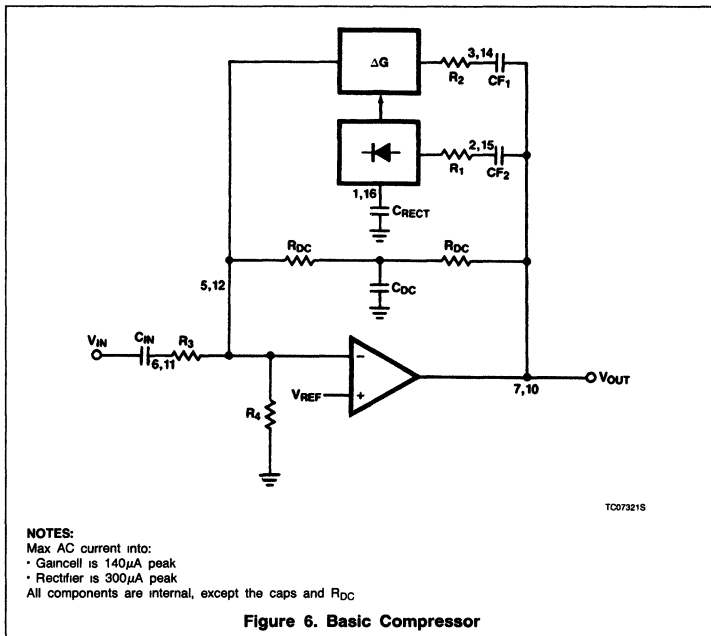 ΔG
3,14
R2
CF1
2,15
R1
CF2
1,16
CRECT
RDC
RDC
5,12
CDC
VIN
CIN
6,11
R3
−
VREF
+
7,10
VOUT
R4
TC07321S
NOTES:
Max AC current into:
• Gaincell is 140μA peak
• Rectifier is 300μA peak
All components are internal, except the caps and RDC
Figure 6. Basic Compressor